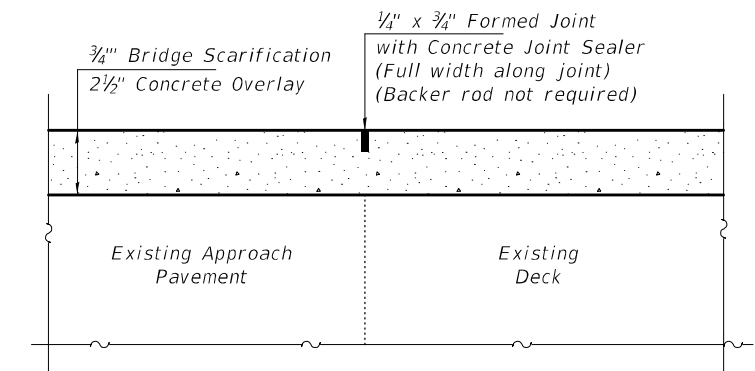 ¾"' Bridge Scarification
2½" Concrete Overlay
¼" x ¾" Formed Joint
with Concrete Joint Sealer
(Full width along joint)
(Backer rod not required)
Existing Approach
Pavement
Existing
Deck